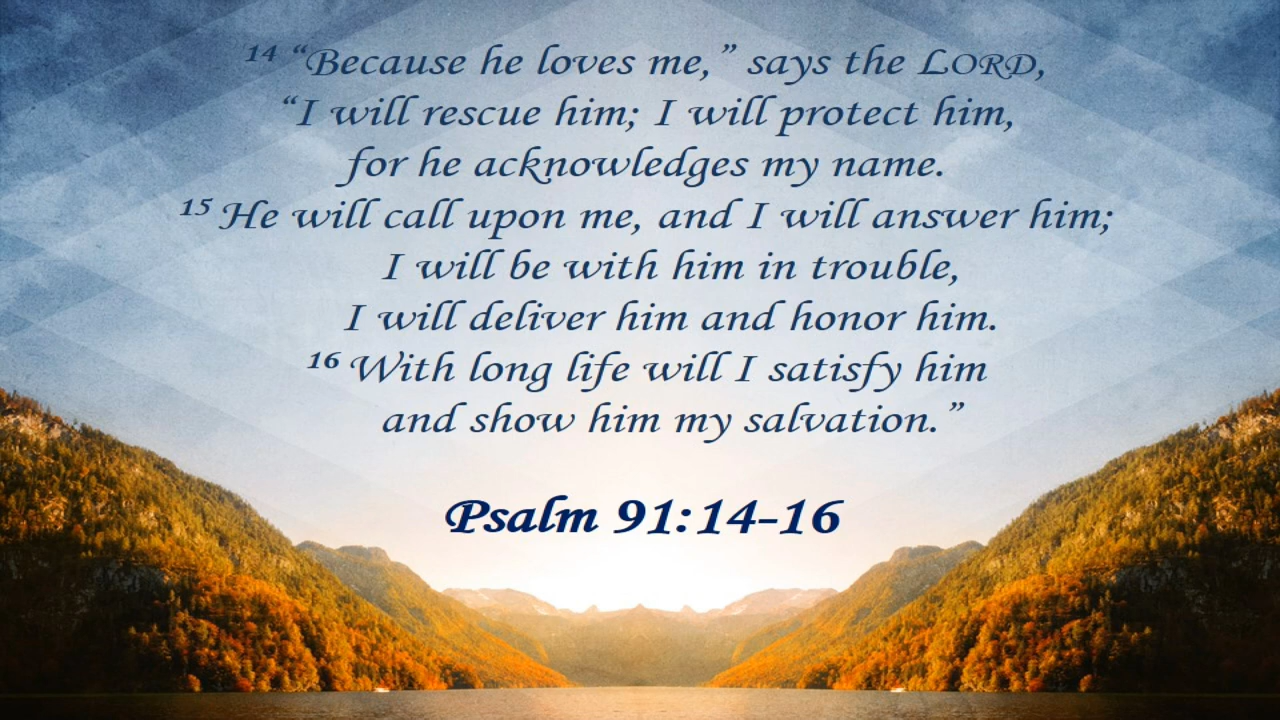 14 “Because he loves me,” says the LORD,
“I will rescue him; I will protect him,
for he acknowledges my name.
15 He will call upon me, and I will answer him;
I will be with him in trouble,
I will deliver him and honor him.
16 With long life will I satisfy him
and show him my salvation.”
Psalm 91:14-16